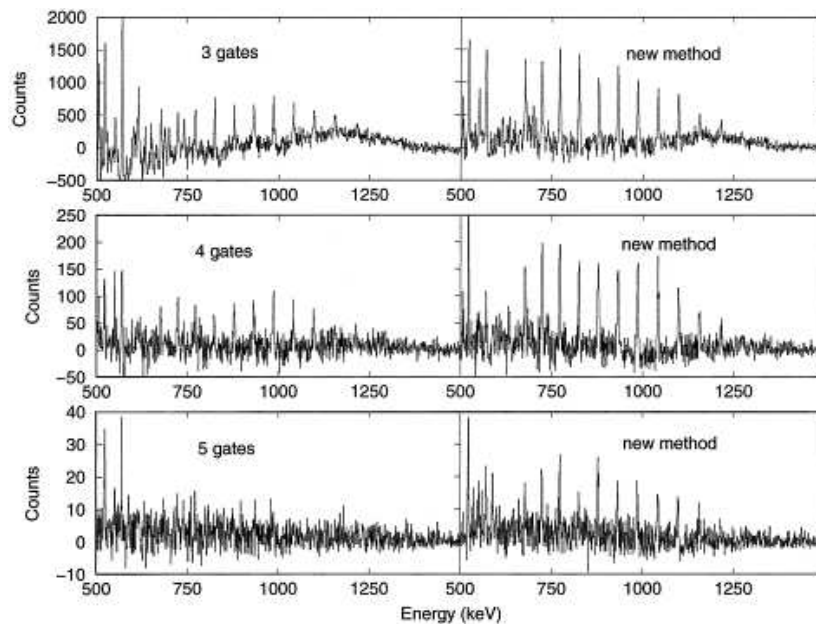 2000
1500
1000
500
0
−500
Counts
3 gates
new method
500 750 1000 1250 500 750 1000 1250
250
200
150
100
50
0
−50
Counts
4 gates
new method
500 750 1000 1250 500 750 1000 1250
40
30
20
10
0
−10
Counts
5 gates
new method
500 750 1000 1250 500 750 1000 1250
Energy (keV)